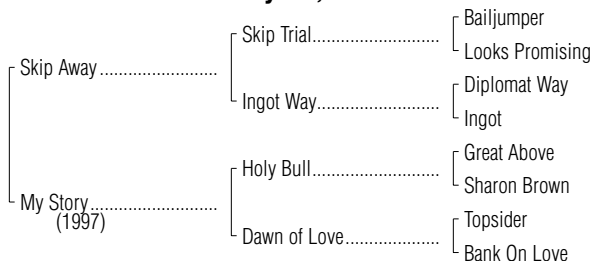 Bailjumper
Skip Trial
Looks Promising
Skip Away
Diplomat Way
Ingot Way
Ingot
Great Above
Holy Bull
Sharon Brown
My Story
(1997)
Topsider
Dawn of Love
Bank On Love